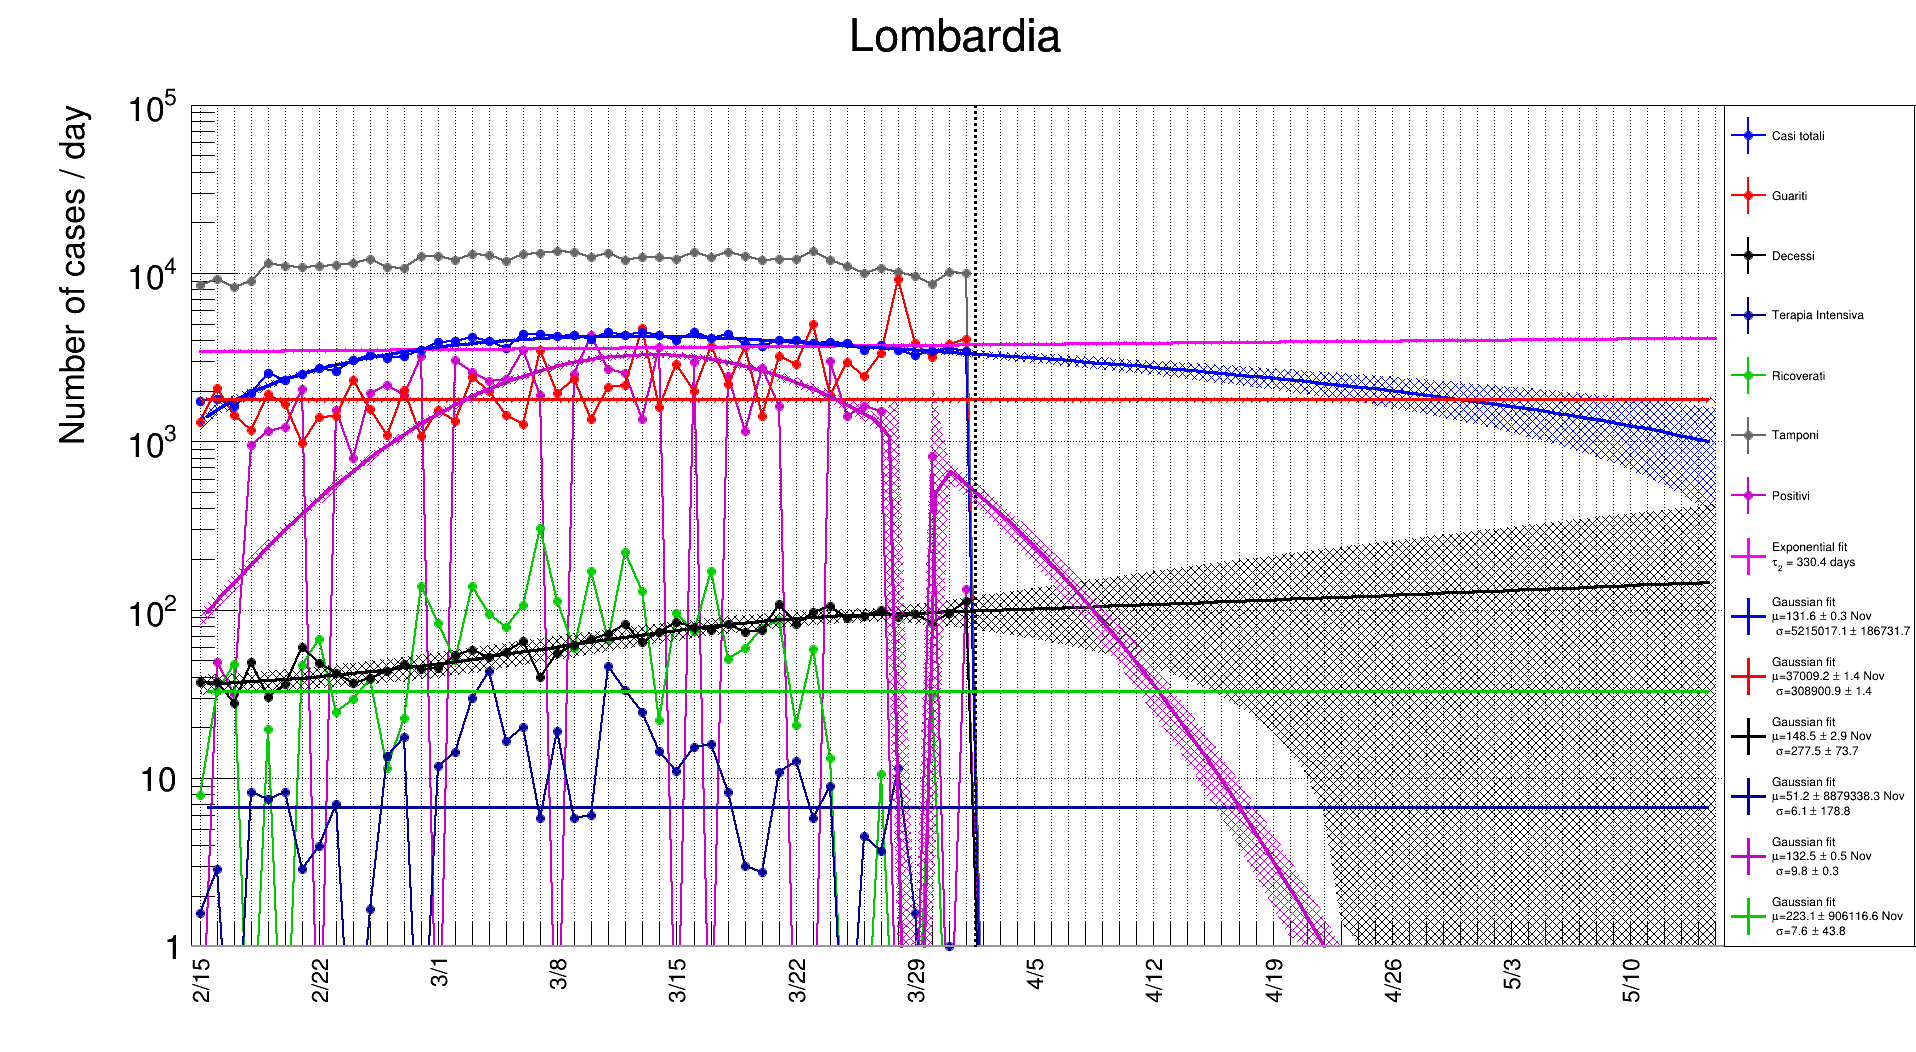 Lombardia
Number of cases / day
10^5
10^4
10^3
10^2
10
1
2/15
2/22
3/1
3/8
3/15
3/22
3/29
4/5
4/12
4/19
4/26
5/3
5/10
Casi totali
Guariti
Decessi
Terapia Intensiva
Ricoverati
Tamponi
Positivi
Exponential fit
τ2 = 330.4 days
Gaussian fit
μ=131.6 ± 0.3 Nov
σ=5215017.1 ± 186731.7
Gaussian fit
μ=37009.2 ± 1.4 Nov
σ=308900.9 ± 1.4
Gaussian fit
μ=148.5 ± 2.9 Nov
σ=277.5 ± 73.7
Gaussian fit
μ=51.2 ± 8879338.3 Nov
σ=6.1 ± 178.8
Gaussian fit
μ=132.5 ± 0.5 Nov
σ=9.8 ± 0.3
Gaussian fit
μ=223.1 ± 906116.6 Nov
σ=7.6 ± 43.8